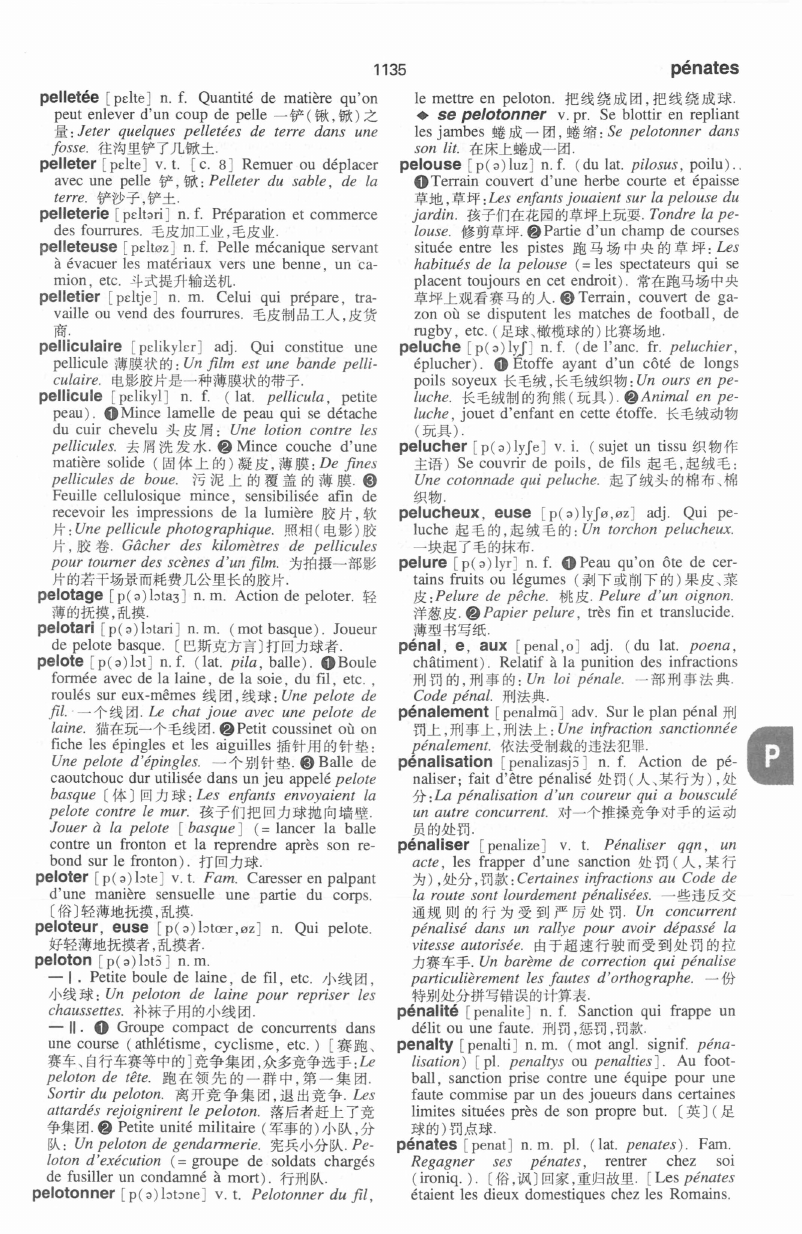 1135
pénates
pelletée [pεlte] n. f. Quantité de matière qu'on
peut enlever d'un coup de pelle 一铲(锹,锨)之
量:Jeter quelques pelletées de terre dans une
fosse. 往沟里铲了几锨土.
pelleter [pεlte] v. t. [c. 8] Remuer ou déplacer
avec une pelle 铲,锨: Pelleter du sable, de la
terre. 铲沙子,铲土.
pelleterie [pεltəri] n. f. Préparation et commerce
des fourrures. 毛皮加工业,毛皮业.
pelleteuse [pεltøz] n. f. Pelle mécanique servant
à évacuer les matériaux vers une benne, un ca-
mion, etc. 斗式提升输送机.
pelletier [pεltje] n. m. Celui qui prépare, tra-
vaille ou vend des fourrures. 毛皮制品工人,皮货
商.
pelliculaire [pεlikylεr] adj. Qui constitue une
pellicule 薄膜状的: Un film est une bande pelli-
culaire. 电影胶片是一种薄膜状的带子.
pellicule [pεlikyl] n. f. (lat. pellicula, petite
peau). ❶Mince lamelle de peau qui se détache
du cuir chevelu 头皮屑: Une lotion contre les
pellicules. 去屑洗发水. ❷ Mince couche d'une
matière solide (固体上的)凝皮,薄膜: De fines
pellicules de boue. 污泥上的覆盖的薄膜. ❸
Feuille cellulosique mince, sensibilisée afin de
recevoir les impressions de la lumière 胶片,软
片:Une pellicule photographique. 照相(电影)胶
片,胶卷. Gâcher des kilomètres de pellicules
pour tourner des scènes d'un film. 为拍摄一部影
片的若干场景而耗费几公里长的胶片.
pelotage [p(ə)lɔtaʒ] n. m. Action de peloter. 轻
薄的抚摸,乱摸.
pelotari [p(ə)lɔtari] n. m. (mot basque). Joueur
de pelote basque. 〔巴斯克方言〕打回力球者.
pelote [p(ə)lɔt] n. f. (lat. pila, balle). ❶Boule
formée avec de la laine, de la soie, du fil, etc.,
roulés sur eux-mêmes 线团,线球: Une pelote de
fil. 一个线团. Le chat joue avec une pelote de
laine. 猫在玩一个毛线团. ❷Petit coussinet où on
fiche les épingles et les aiguilles 插针用的针垫:
Une pelote d'épingles. 一个别针垫. ❸ Balle de
caoutchouc dur utilisée dans un jeu appelé pelote
basque 〔体〕回力球: Les enfants envoyaient la
pelote contre le mur. 孩子们把回力球抛向墙壁.
Jouer à la pelote [basque] (= lancer la balle
contre un fronton et la reprendre après son re-
bond sur le fronton). 打回力球.
peloter [p(ə)lɔte] v. t. Fam. Caresser en palpant
d'une manière sensuelle une partie du corps.
〔俗〕轻薄地抚摸,乱摸.
peloteur, euse [p(ə)lɔtœr,øz] n. Qui pelote.
好轻薄地抚摸者,乱摸者.
peloton [p(ə)lɔtɔ̃] n. m.
—Ⅰ. Petite boule de laine, de fil, etc. 小线团,
小线球: Un peloton de laine pour repriser les
chaussettes. 补袜子用的小线团.
—Ⅱ. ❶ Groupe compact de concurrents dans
une course (athlétisme, cyclisme, etc.) 〔赛跑、
赛车、自行车赛等中的〕竞争集团,众多竞争选手:Le
peloton de tête. 跑在领先的一群中,第一集团.
Sortir du peloton. 离开竞争集团,退出竞争. Les
attardés rejoignirent le peloton. 落后者赶上了竞
争集团. ❷ Petite unité militaire (军事的)小队,分
队: Un peloton de gendarmerie. 宪兵小分队. Pe-
loton d'exécution (= groupe de soldats chargés
de fusiller un condamné à mort). 行刑队.
pelotonner [p(ə)lɔtɔne] v. t. Pelotonner du fil,
le mettre en peloton. 把线绕成团,把线绕成球.
◆ se pelotonner v. pr. Se blottir en repliant
les jambes 蜷成一团,蜷缩: Se pelotonner dans
son lit. 在床上蜷成一团.
pelouse [p(ə)luz] n. f. (du lat. pilosus, poilu)..
❶Terrain couvert d'une herbe courte et épaisse
草地,草坪:Les enfants jouaient sur la pelouse du
jardin. 孩子们在花园的草坪上玩耍. Tondre la pe-
louse. 修剪草坪. ❷Partie d'un champ de courses
située entre les pistes 跑马场中央的草坪: Les
habitués de la pelouse (= les spectateurs qui se
placent toujours en cet endroit). 常在跑马场中央
草坪上观看赛马的人. ❸ Terrain, couvert de ga-
zon où se disputent les matches de football, de
rugby, etc. (足球、橄榄球的)比赛场地.
peluche [p(ə)lyʃ] n. f. (de l'anc. fr. peluchier,
éplucher). ❶ Étoffe ayant d'un côté de longs
poils soyeux 长毛绒,长毛绒织物: Un ours en pe-
luche. 长毛绒制的狗熊(玩具). ❷Animal en pe-
luche, jouet d'enfant en cette étoffe. 长毛绒动物
(玩具).
pelucher [p(ə)lyʃe] v. i. (sujet un tissu 织物作
主语) Se couvrir de poils, de fils 起毛,起绒毛:
Une cotonnade qui peluche. 起了绒头的棉布、棉
织物.
pelucheux, euse [p(ə)lyʃø,øz] adj. Qui pe-
luche 起毛的,起绒毛的: Un torchon pelucheux.
一块起了毛的抹布.
pelure [p(ə)lyr] n. f. ❶Peau qu'on ôte de cer-
tains fruits ou légumes (剥下或削下的)果皮、菜
皮:Pelure de pêche. 桃皮. Pelure d'un oignon.
洋葱皮. ❷Papier pelure, très fin et translucide.
薄型书写纸.
pénal, e, aux [penal,o] adj. (du lat. poena,
châtiment). Relatif à la punition des infractions
刑罚的,刑事的: Un loi pénale. 一部刑事法典.
Code pénal. 刑法典.
pénalement [penalmɑ̃] adv. Sur le plan pénal 刑
罚上,刑事上,刑法上: Une infraction sanctionnée
pénalement. 依法受制裁的违法犯罪.
pénalisation [penalizasjɔ̃] n. f. Action de pé-
naliser; fait d'être pénalisé 处罚(人、某行为),处
分:La pénalisation d'un coureur qui a bousculé
un autre concurrent. 对一个推搡竞争对手的运动
员的处罚.
pénaliser [penalize] v. t. Pénaliser qqn, un
acte, les frapper d'une sanction 处罚(人,某行
为),处分,罚款:Certaines infractions au Code de
la route sont lourdement pénalisées. 一些违反交
通规则的行为受到严厉处罚. Un concurrent
pénalisé dans un rallye pour avoir dépassé la
vitesse autorisée. 由于超速行驶而受到处罚的拉
力赛车手. Un barème de correction qui pénalise
particulièrement les fautes d'orthographe. 一份
特别处分拼写错误的计算表.
pénalité [penalite] n. f. Sanction qui frappe un
délit ou une faute. 刑罚,惩罚,罚款.
penalty [penalti] n. m. (mot angl. signif. péna-
lisation) [pl. penaltys ou penalties]. Au foot-
ball, sanction prise contre une équipe pour une
faute commise par un des joueurs dans certaines
limites situées près de son propre but. 〔英〕(足
球的)罚点球.
pénates [penat] n. m. pl. (lat. penates). Fam.
Regagner ses pénates, rentrer chez soi
(ironiq.). 〔俗,讽〕回家,重归故里. [Les pénates
étaient les dieux domestiques chez les Romains.
P